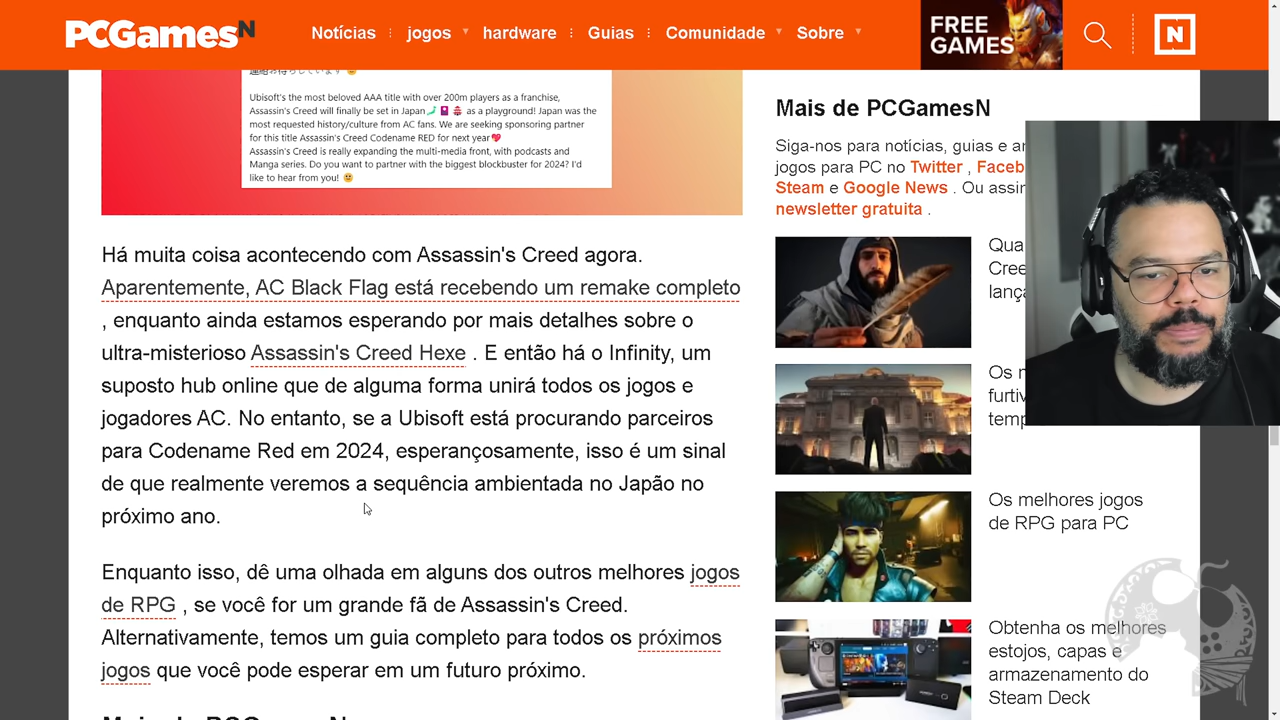 PCGamesN
Notícias
jogos
hardware
Guias
Comunidade
Sobre
FREE
GAMES
N
Ubisoft's the most beloved AAA title with over 200m players as a franchise,
Assassin's Creed will finally be set in Japan🗾 🎴 👘 as a playground! Japan was the
most requested history/culture from AC fans. We are seeking sponsoring partner
for this title Assassin's Creed Codename RED for next year💖
Assassin's Creed is really expanding the multi-media front, with podcasts and
Manga series. Do you want to partner with the biggest blockbuster for 2024? I'd
like to hear from you! 🙂
Há muita coisa acontecendo com Assassin's Creed agora.
Aparentemente, AC Black Flag está recebendo um remake completo
, enquanto ainda estamos esperando por mais detalhes sobre o
ultra-misterioso Assassin's Creed Hexe . E então há o Infinity, um
suposto hub online que de alguma forma unirá todos os jogos e
jogadores AC. No entanto, se a Ubisoft está procurando parceiros
para Codename Red em 2024, esperançosamente, isso é um sinal
de que realmente veremos a sequência ambientada no Japão no
próximo ano.
Enquanto isso, dê uma olhada em alguns dos outros melhores jogos
de RPG , se você for um grande fã de Assassin's Creed.
Alternativamente, temos um guia completo para todos os próximos
jogos que você pode esperar em um futuro próximo.
Mais de PCGamesN
Siga-nos para notícias, guias e
jogos para PC no Twitter ,
Steam e Google News . Ou
newsletter gratuita .
Os melhores jogos
de RPG para PC
Obtenha os melhores
estojos, capas e
armazenamento do
Steam Deck